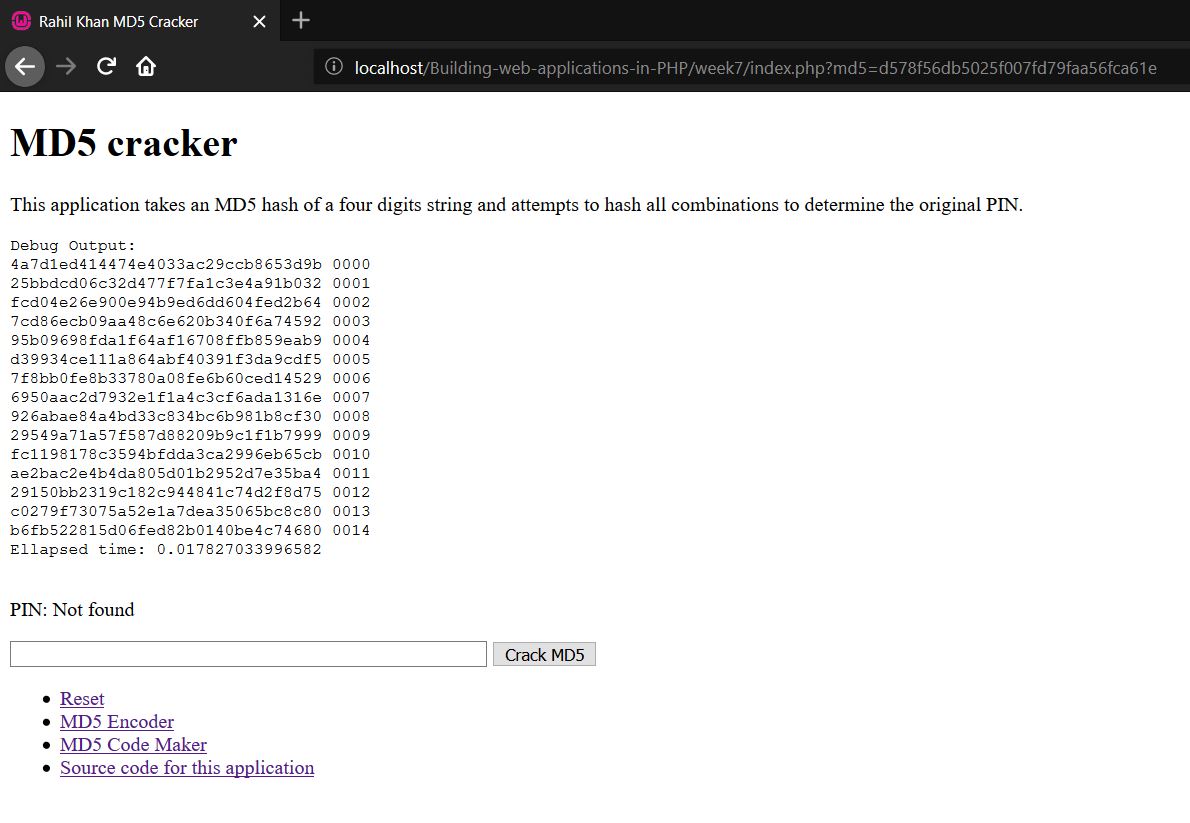 Rahil Khan MD5 Cracker
localhost/Building-web-applications-in-PHP/week7/index.php?md5=d578f56db5025f007fd79faa56fca61e
MD5 cracker
This application takes an MD5 hash of a four digits string and attempts to hash all combinations to determine the original PIN.
Debug Output:
4a7d1ed414474e4033ac29ccb8653d9b 0000
25bbdcd06c32d477f7fa1c3e4a91b032 0001
fcd04e26e900e94b9ed6dd604fed2b64 0002
7cd86ecb09aa48c6e620b340f6a74592 0003
95b09698fda1f64af16708ffb859eab9 0004
d39934ce111a864abf40391f3da9cdf5 0005
7f8bb0fe8b33780a08fe6b60ced14529 0006
6950aac2d7932e1f1a4c3cf6ada1316e 0007
926abae84a4bd33c834bc6b981b8cf30 0008
29549a71a57f587d88209b9c1f1b7999 0009
fc1198178c3594bfdda3ca2996eb65cb 0010
ae2bac2e4b4da805d01b2952d7e35ba4 0011
29150bb2319c182c944841c74d2f8d75 0012
c0279f73075a52e1a7dea35065bc8c80 0013
b6fb522815d06fed82b0140be4c74680 0014
Ellapsed time: 0.017827033996582
PIN: Not found
Crack MD5
Reset
MD5 Encoder
MD5 Code Maker
Source code for this application